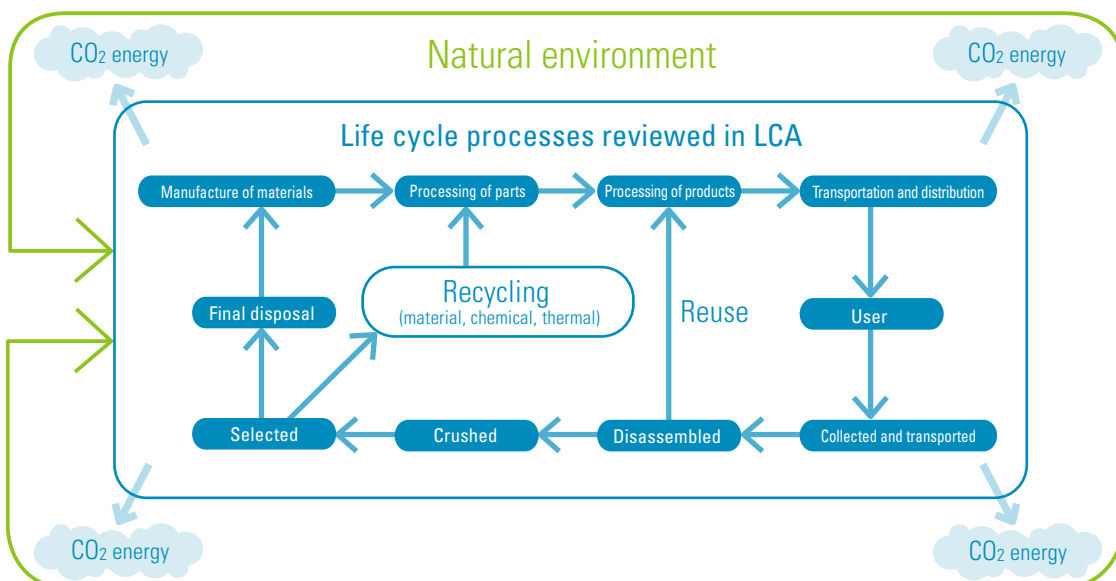 CO2 energy
Natural environment
CO2 energy
Life cycle processes reviewed in LCA
Manufacture of materials
Processing of parts
Processing of products
Transportation and distribution
Recycling
(material, chemical, thermal)
Final disposal
Reuse
User
Selected
Crushed
Disassembled
Collected and transported
CO2 energy
CO2 energy